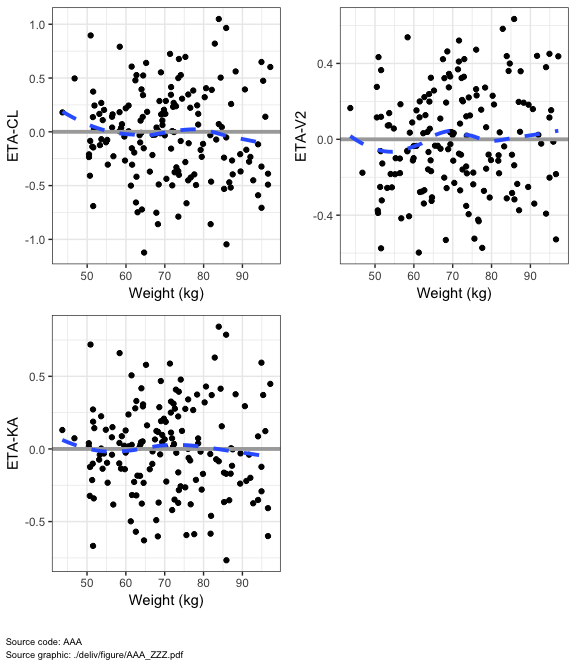 1.0
0.5
0.0
-0.5
-1.0
ETA-CL
50 60 70 80 90
Weight (kg)
0.4
0.0
-0.4
ETA-V2
50 60 70 80 90
Weight (kg)
0.5
0.0
-0.5
ETA-KA
50 60 70 80 90
Weight (kg)
Source code: AAA
Source graphic: ./deliv/figure/AAA_ZZZ.pdf